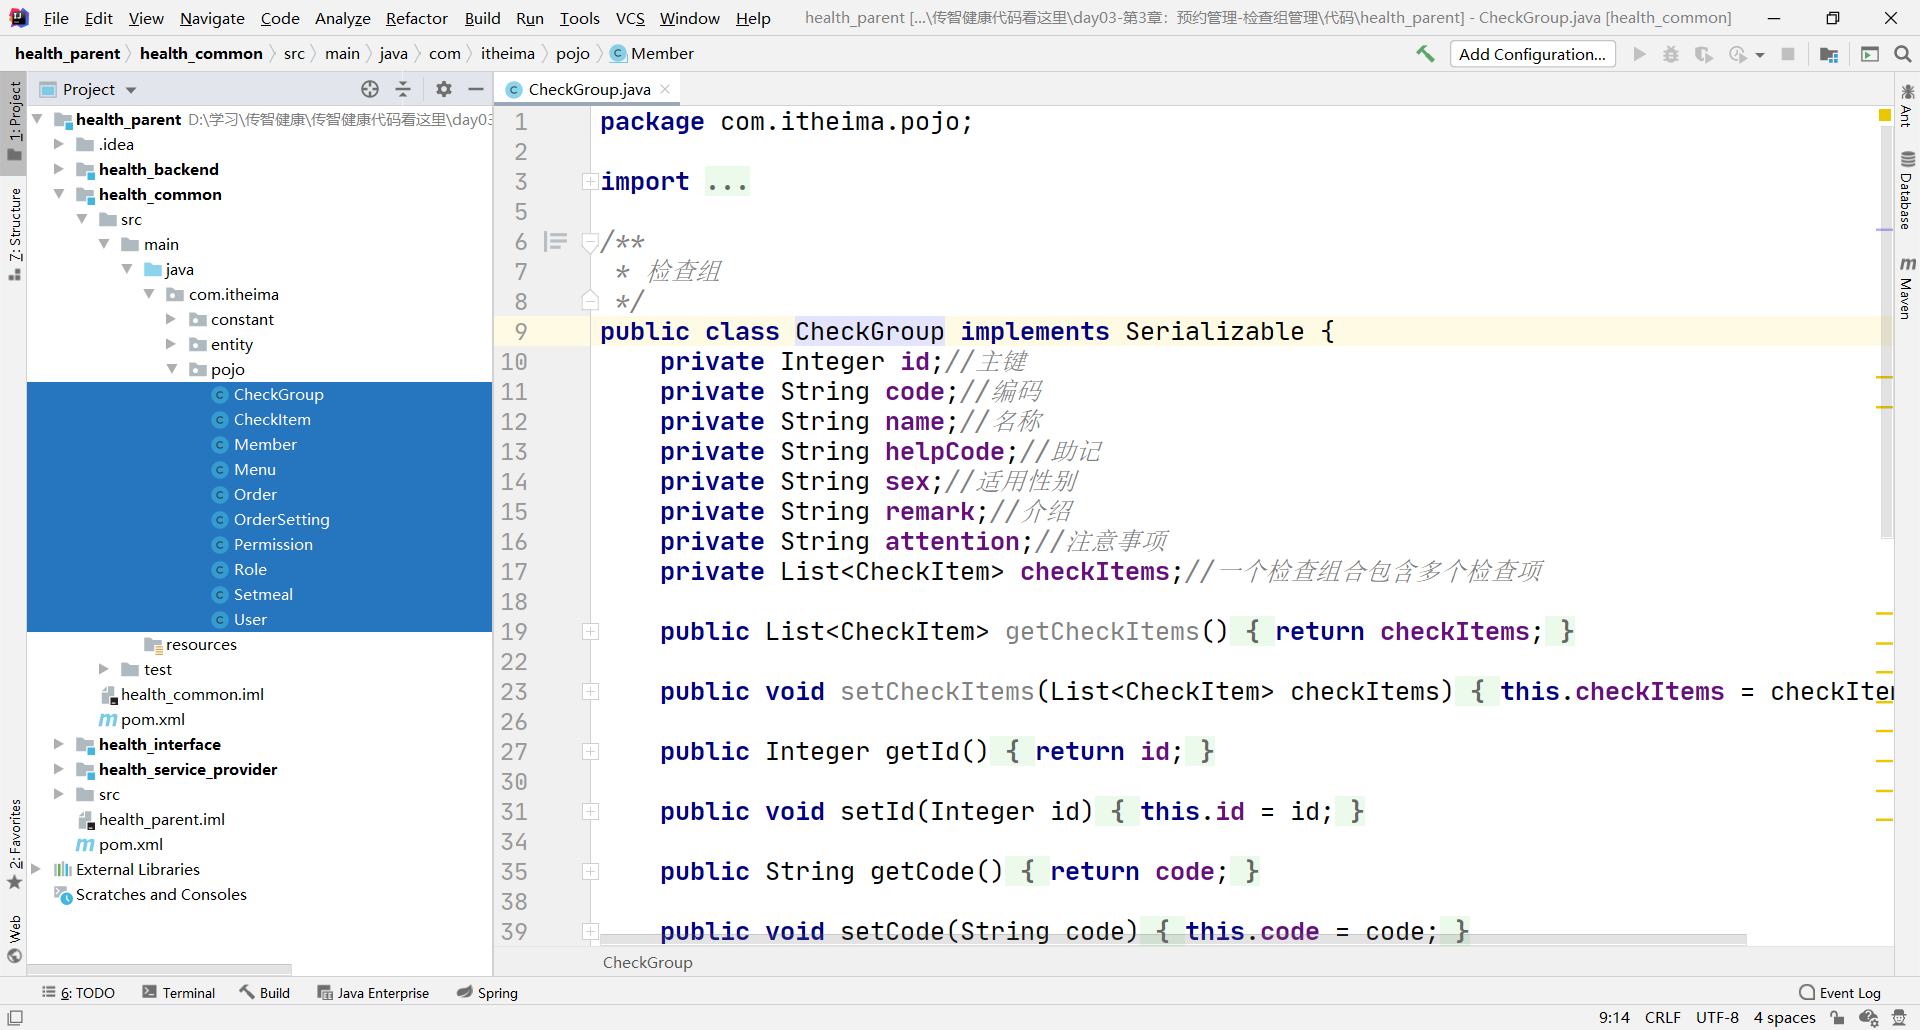 File Edit View Navigate Code Analyze Refactor Build Run Tools VCS Window Help health_parent [...\传智健康代码看这里\day03-第3章：预约管理-检查组管理\代码\health_parent] - CheckGroup.java [health_common]
health_parent health_common src main java com itheima pojo Member Add Configuration...
Project
CheckGroup.java
1: Project
7: Structure
2: Favorites
Web
health_parent D:\学习\传智健康\传智健康代码看这里\day03
.idea
health_backend
health_common
src
main
java
com.itheima
constant
entity
pojo
CheckGroup
CheckItem
Member
Menu
Order
OrderSetting
Permission
Role
Setmeal
User
resources
test
health_common.iml
pom.xml
health_interface
health_service_provider
src
health_parent.iml
pom.xml
External Libraries
Scratches and Consoles
1 package com.itheima.pojo;
2
3 import ...
5
6 /**
7 * 检查组
8 */
9 public class CheckGroup implements Serializable {
10 private Integer id;//主键
11 private String code;//编码
12 private String name;//名称
13 private String helpCode;//助记
14 private String sex;//适用性别
15 private String remark;//介绍
16 private String attention;//注意事项
17 private List<CheckItem> checkItems;//一个检查组合包含多个检查项
18
19 public List<CheckItem> getCheckItems() { return checkItems; }
22
23 public void setCheckItems(List<CheckItem> checkItems) { this.checkItems = checkIte
26
27 public Integer getId() { return id; }
30
31 public void setId(Integer id) { this.id = id; }
34
35 public String getCode() { return code; }
38
39 public void setCode(String code) { this.code = code; }
CheckGroup
Ant
Database
Maven
6: TODO Terminal Build Java Enterprise Spring Event Log
9:14 CRLF UTF-8 4 spaces